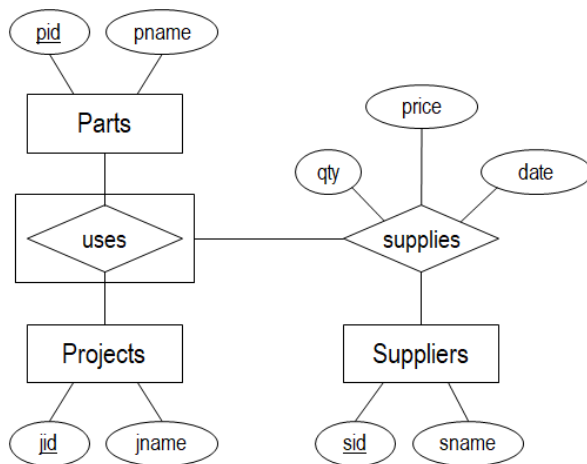 pid
pname
Parts
price
qty
date
uses
supplies
Projects
Suppliers
jid
jname
sid
sname